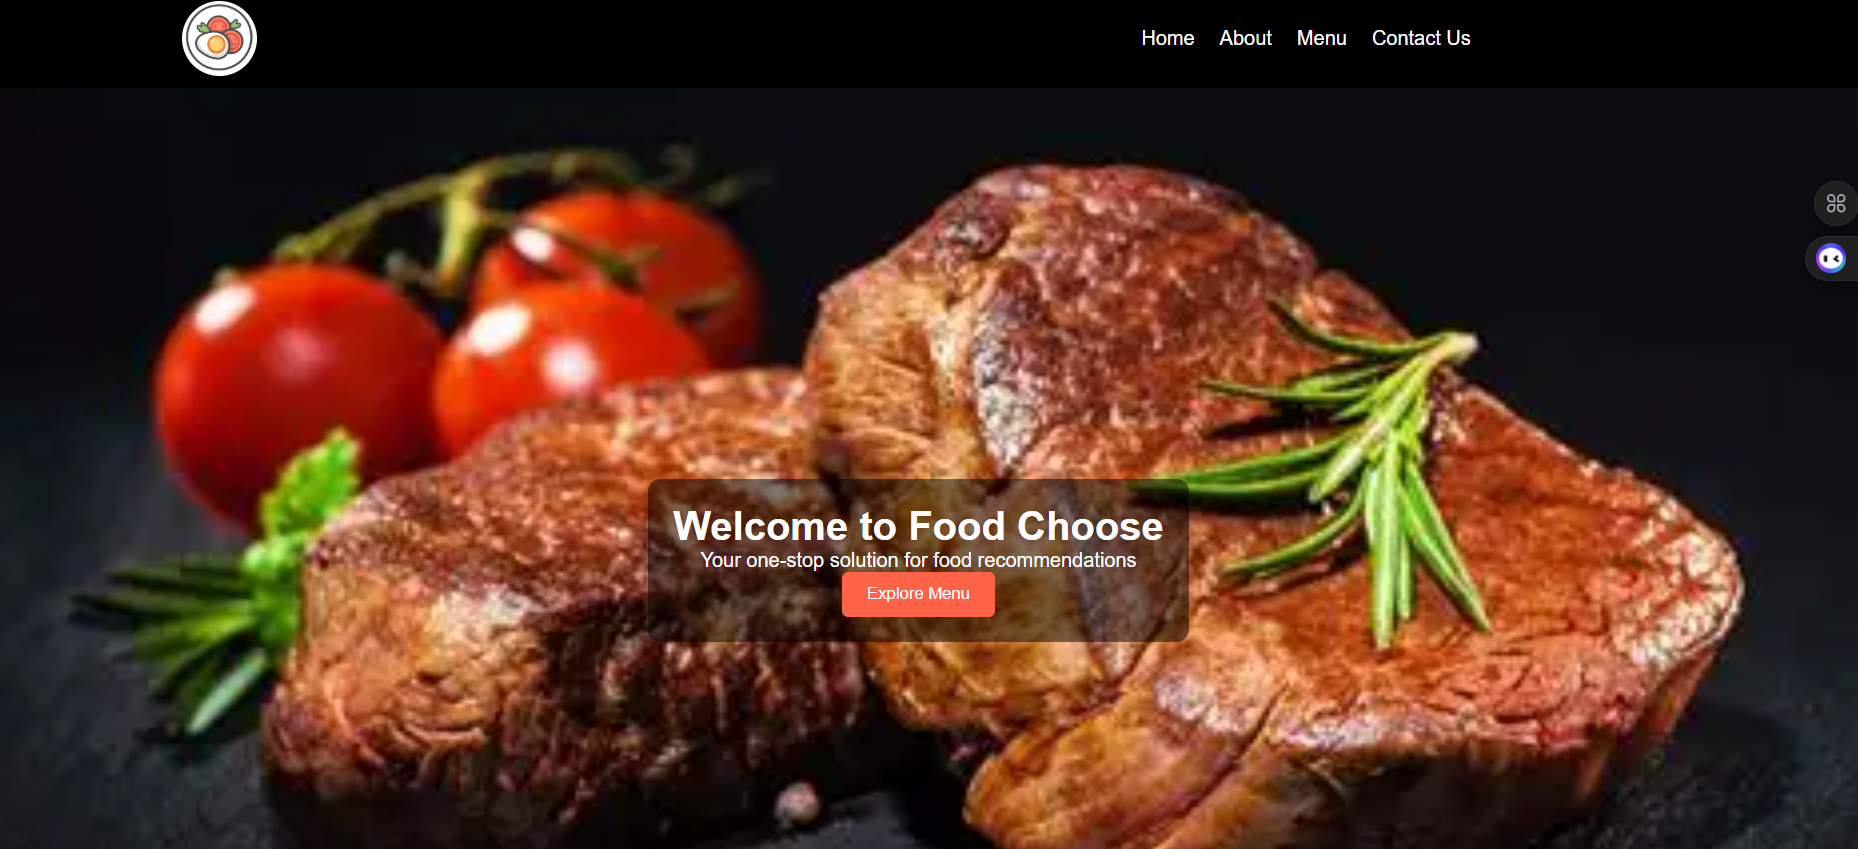 Home About Menu Contact Us
Welcome to Food Choose
Your one-stop solution for food recommendations
Explore Menu